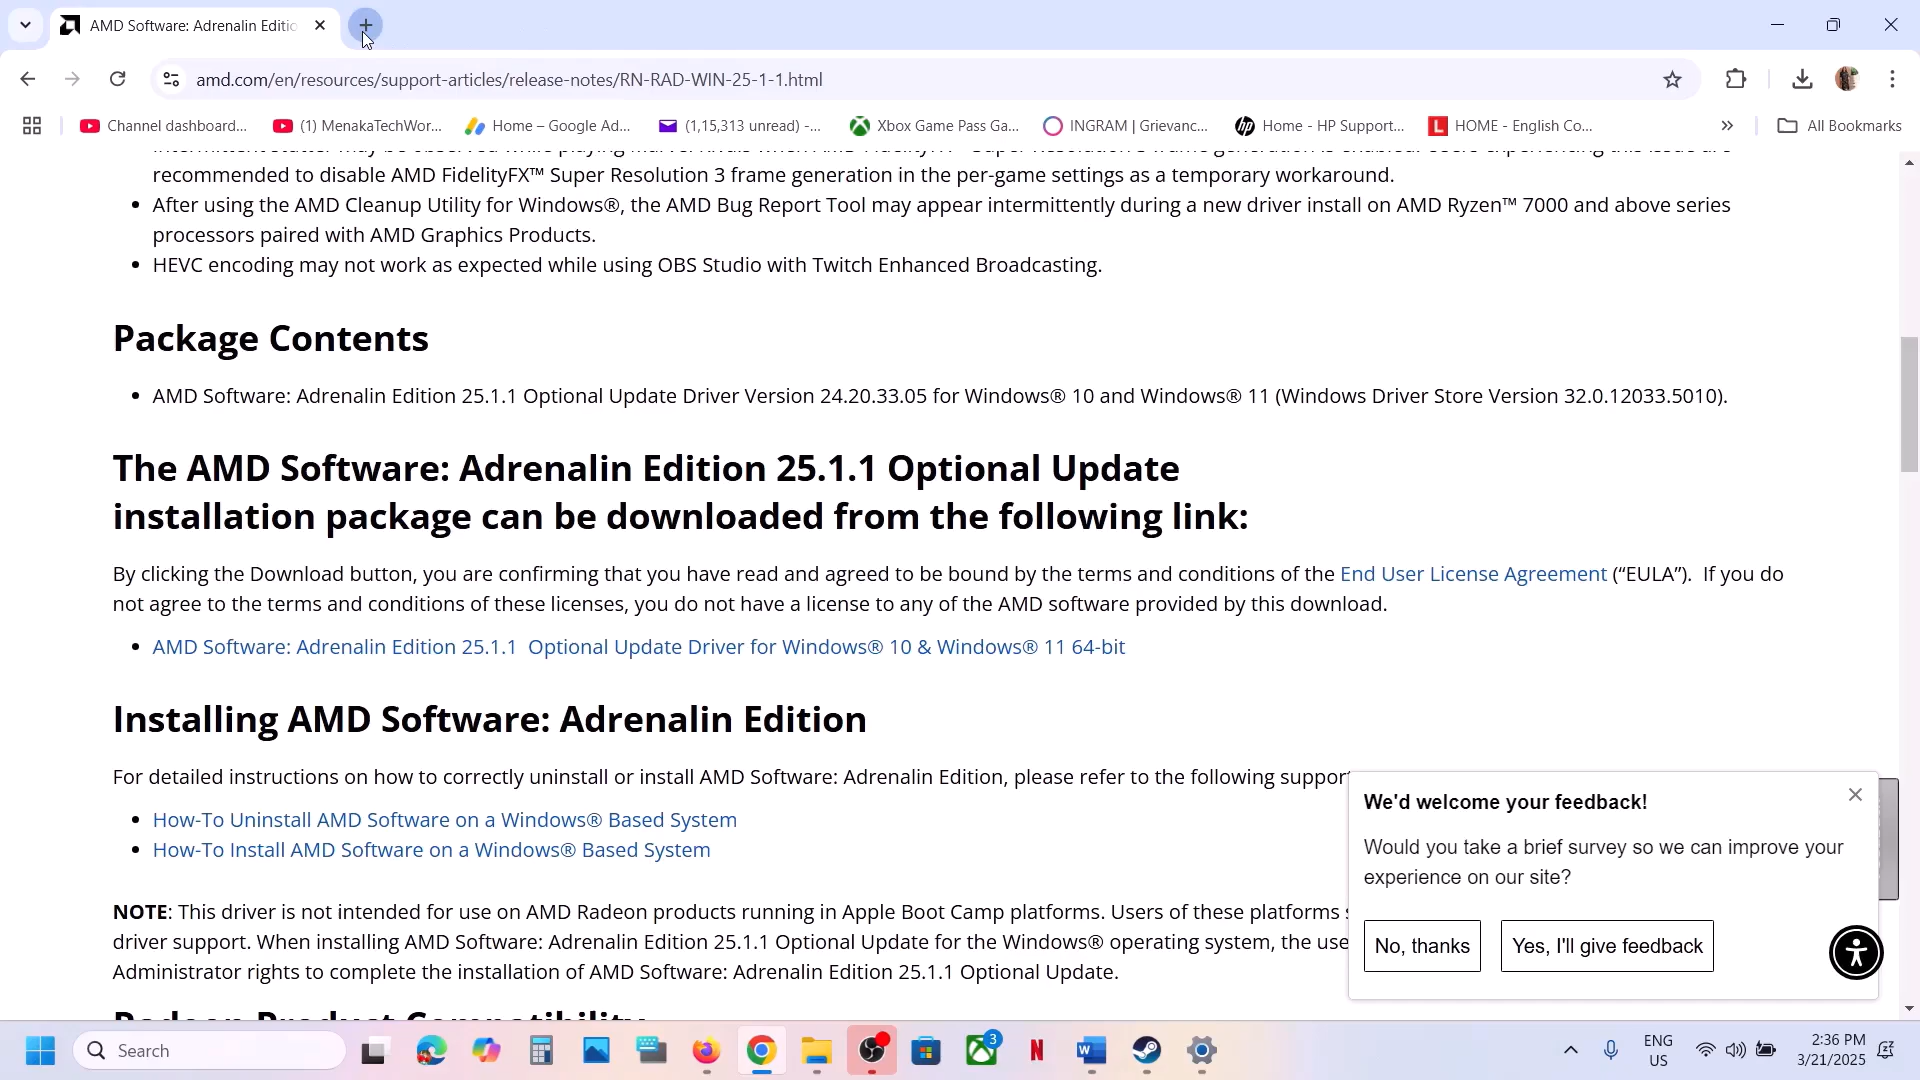 AMD Software: Adrenalin Editio
amd.com/en/resources/support-articles/release-notes/RN-RAD-WIN-25-1-1.html
Channel dashboard...
(1) MenakaTechWor...
Home – Google Ad...
(1,15,313 unread) -...
Xbox Game Pass Ga...
INGRAM | Grievanc...
Home - HP Support...
HOME - English Co...
All Bookmarks
recommended to disable AMD FidelityFX™ Super Resolution 3 frame generation in the per-game settings as a temporary workaround.
• After using the AMD Cleanup Utility for Windows®, the AMD Bug Report Tool may appear intermittently during a new driver install on AMD Ryzen™ 7000 and above series
processors paired with AMD Graphics Products.
• HEVC encoding may not work as expected while using OBS Studio with Twitch Enhanced Broadcasting.
Package Contents
• AMD Software: Adrenalin Edition 25.1.1 Optional Update Driver Version 24.20.33.05 for Windows® 10 and Windows® 11 (Windows Driver Store Version 32.0.12033.5010).
The AMD Software: Adrenalin Edition 25.1.1 Optional Update
installation package can be downloaded from the following link:
By clicking the Download button, you are confirming that you have read and agreed to be bound by the terms and conditions of the End User License Agreement (“EULA”).  If you do
not agree to the terms and conditions of these licenses, you do not have a license to any of the AMD software provided by this download.
• AMD Software: Adrenalin Edition 25.1.1  Optional Update Driver for Windows® 10 & Windows® 11 64-bit
Installing AMD Software: Adrenalin Edition
For detailed instructions on how to correctly uninstall or install AMD Software: Adrenalin Edition, please refer to the following support
• How-To Uninstall AMD Software on a Windows® Based System
• How-To Install AMD Software on a Windows® Based System
NOTE: This driver is not intended for use on AMD Radeon products running in Apple Boot Camp platforms. Users of these platforms s
driver support. When installing AMD Software: Adrenalin Edition 25.1.1 Optional Update for the Windows® operating system, the use
Administrator rights to complete the installation of AMD Software: Adrenalin Edition 25.1.1 Optional Update.
Radeon Product Compatibility
We'd welcome your feedback!
Would you take a brief survey so we can improve your
experience on our site?
No, thanks
Yes, I'll give feedback
Search
3
ENG
US
2:36 PM
3/21/2025